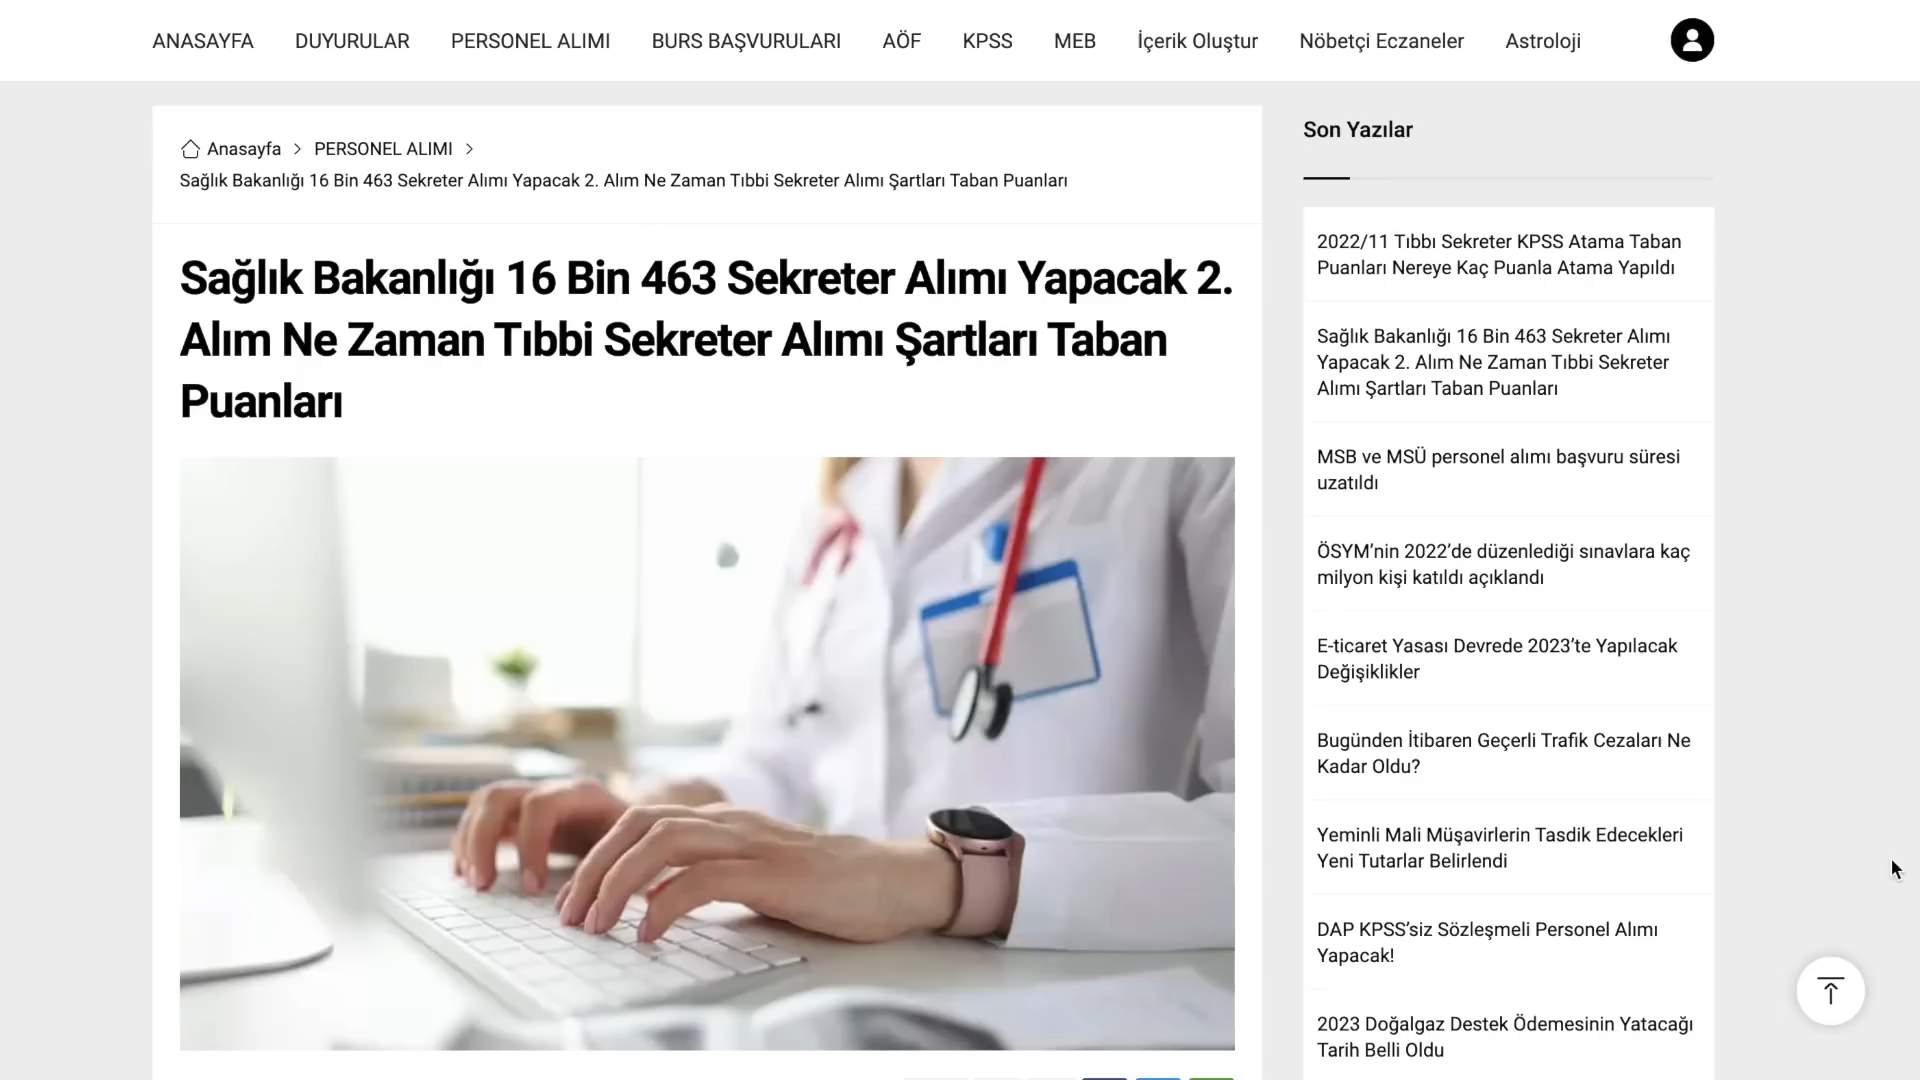 ANASAYFA DUYURULAR PERSONEL ALIMI BURS BAŞVURULARI AÖF KPSS MEB İçerik Oluştur Nöbetçi Eczaneler Astroloji
Anasayfa > PERSONEL ALIMI >
Sağlık Bakanlığı 16 Bin 463 Sekreter Alımı Yapacak 2. Alım Ne Zaman Tıbbi Sekreter Alımı Şartları Taban Puanları
Sağlık Bakanlığı 16 Bin 463 Sekreter Alımı Yapacak 2.
Alım Ne Zaman Tıbbi Sekreter Alımı Şartları Taban
Puanları
Son Yazılar
2022/11 Tıbbı Sekreter KPSS Atama Taban
Puanları Nereye Kaç Puanla Atama Yapıldı
Sağlık Bakanlığı 16 Bin 463 Sekreter Alımı
Yapacak 2. Alım Ne Zaman Tıbbi Sekreter
Alımı Şartları Taban Puanları
MSB ve MSÜ personel alımı başvuru süresi
uzatıldı
ÖSYM’nin 2022’de düzenlediği sınavlara kaç
milyon kişi katıldı açıklandı
E-ticaret Yasası Devrede 2023’te Yapılacak
Değişiklikler
Bugünden İtibaren Geçerli Trafik Cezaları Ne
Kadar Oldu?
Yeminli Mali Müşavirlerin Tasdik Edecekleri
Yeni Tutarlar Belirlendi
DAP KPSS’siz Sözleşmeli Personel Alımı
Yapacak!
2023 Doğalgaz Destek Ödemesinin Yatacağı
Tarih Belli Oldu